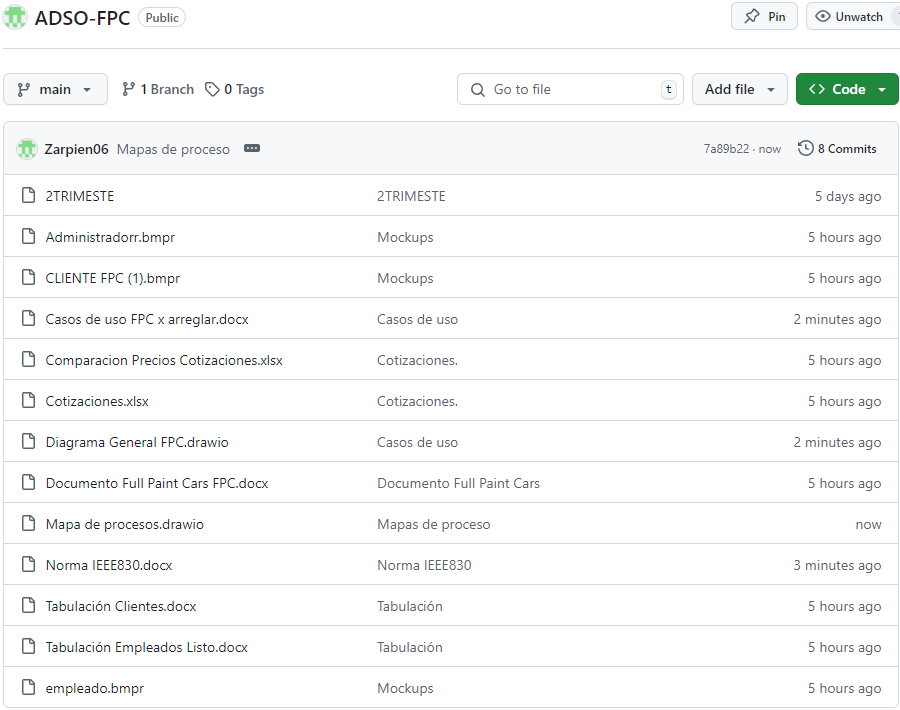 ADSO-FPC Public Pin Unwatch
main 1 Branch 0 Tags Go to file t Add file Code
Zarpien06 Mapas de proceso 7a89b22 · now 8 Commits
2TRIMESTE 2TRIMESTE 5 days ago
Administradorr.bmpr Mockups 5 hours ago
CLIENTE FPC (1).bmpr Mockups 5 hours ago
Casos de uso FPC x arreglar.docx Casos de uso 2 minutes ago
Comparacion Precios Cotizaciones.xlsx Cotizaciones. 5 hours ago
Cotizaciones.xlsx Cotizaciones. 5 hours ago
Diagrama General FPC.drawio Casos de uso 2 minutes ago
Documento Full Paint Cars FPC.docx Documento Full Paint Cars 5 hours ago
Mapa de procesos.drawio Mapas de proceso now
Norma IEEE830.docx Norma IEEE830 3 minutes ago
Tabulación Clientes.docx Tabulación 5 hours ago
Tabulación Empleados Listo.docx Tabulación 5 hours ago
empleado.bmpr Mockups 5 hours ago